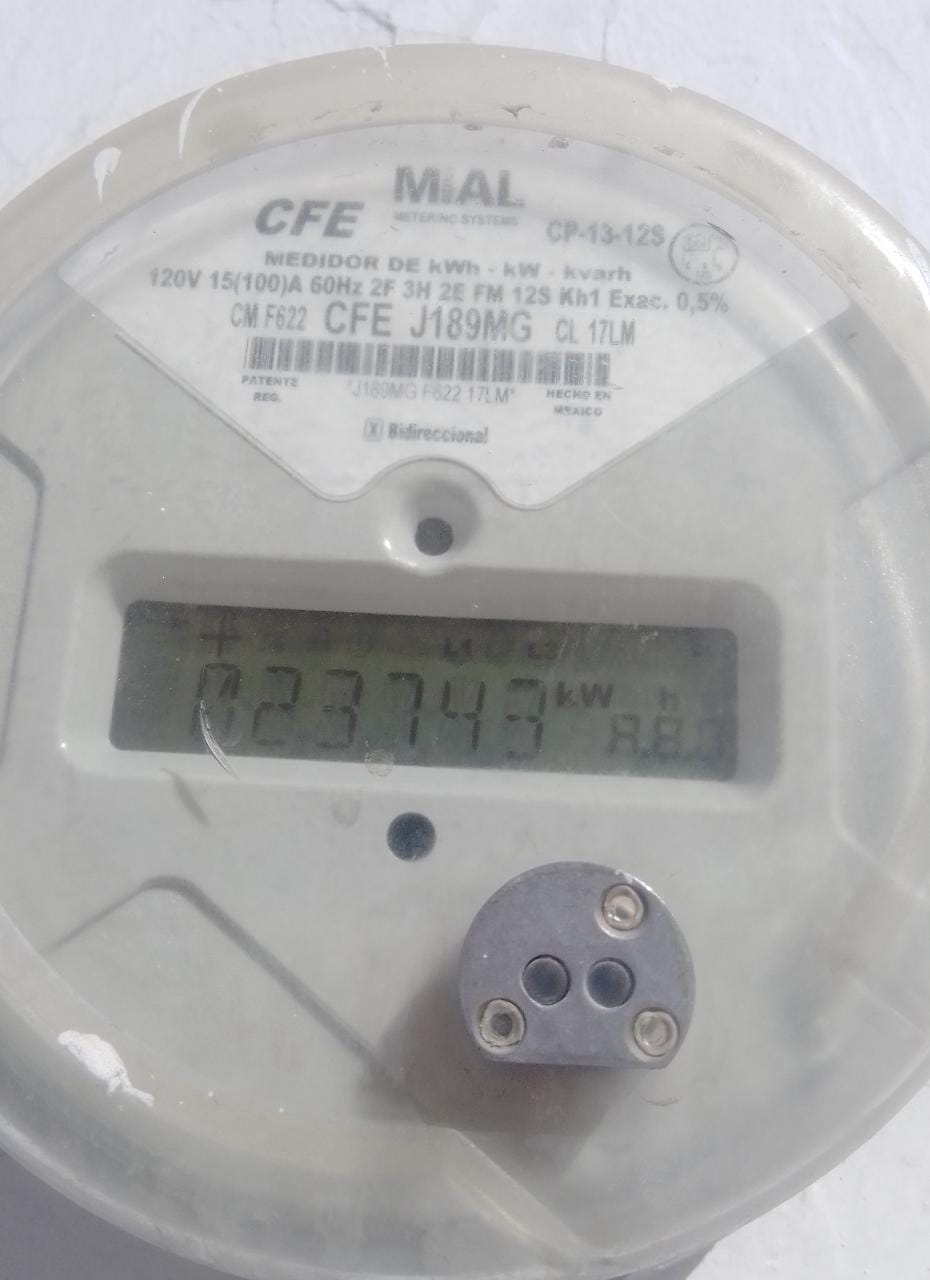 MIAL
METERING SYSTEMS
CFE
CP-13-12S
MEDIDOR DE kWh - kW - kvarh
120V 15(100)A 60Hz 2F 3H 2E FM 12S Kh1 Exac. 0,5%
CM F622 CFE J189MG CL 17LM
PATENTE REG.
*J189MG F622 17LM*
HECHO EN MEXICO
X Bidireccional
L1
023743 kW h